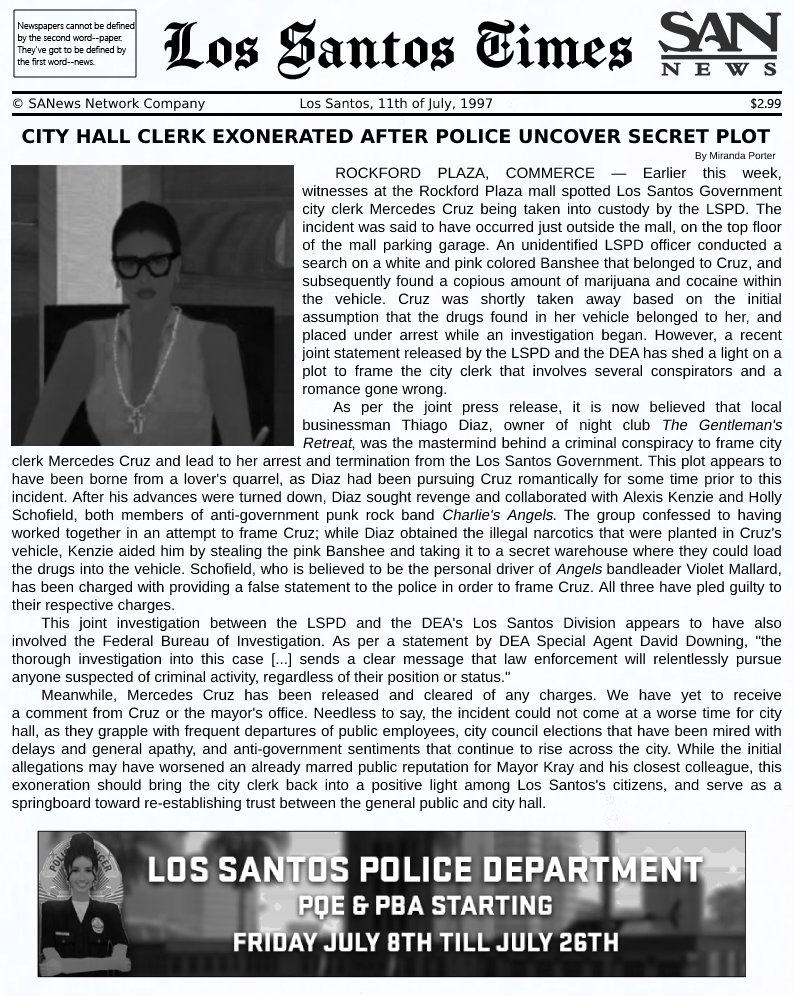 Newspapers cannot be defined
by the second word--paper.
They've got to be defined by
the first word--news.
Los Santos Times
SAN
NEWS
© SANews Network Company
Los Santos, 11th of July, 1997
$2.99
CITY HALL CLERK EXONERATED AFTER POLICE UNCOVER SECRET PLOT
By Miranda Porter
ROCKFORD PLAZA, COMMERCE — Earlier this week,
witnesses at the Rockford Plaza mall spotted Los Santos Government
city clerk Mercedes Cruz being taken into custody by the LSPD. The
incident was said to have occurred just outside the mall, on the top floor
of the mall parking garage. An unidentified LSPD officer conducted a
search on a white and pink colored Banshee that belonged to Cruz, and
subsequently found a copious amount of marijuana and cocaine within
the vehicle. Cruz was shortly taken away based on the initial
assumption that the drugs found in her vehicle belonged to her, and
placed under arrest while an investigation began. However, a recent
joint statement released by the LSPD and the DEA has shed a light on a
plot to frame the city clerk that involves several conspirators and a
romance gone wrong.
As per the joint press release, it is now believed that local
businessman Thiago Diaz, owner of night club The Gentleman's
Retreat, was the mastermind behind a criminal conspiracy to frame city
clerk Mercedes Cruz and lead to her arrest and termination from the Los Santos Government. This plot appears to
have been borne from a lover's quarrel, as Diaz had been pursuing Cruz romantically for some time prior to this
incident. After his advances were turned down, Diaz sought revenge and collaborated with Alexis Kenzie and Holly
Schofield, both members of anti-government punk rock band Charlie's Angels. The group confessed to having
worked together in an attempt to frame Cruz; while Diaz obtained the illegal narcotics that were planted in Cruz's
vehicle, Kenzie aided him by stealing the pink Banshee and taking it to a secret warehouse where they could load
the drugs into the vehicle. Schofield, who is believed to be the personal driver of Angels bandleader Violet Mallard,
has been charged with providing a false statement to the police in order to frame Cruz. All three have pled guilty to
their respective charges.
This joint investigation between the LSPD and the DEA's Los Santos Division appears to have also
involved the Federal Bureau of Investigation. As per a statement by DEA Special Agent David Downing, "the
thorough investigation into this case [...] sends a clear message that law enforcement will relentlessly pursue
anyone suspected of criminal activity, regardless of their position or status."
Meanwhile, Mercedes Cruz has been released and cleared of any charges. We have yet to receive
a comment from Cruz or the mayor's office. Needless to say, the incident could not come at a worse time for city
hall, as they grapple with frequent departures of public employees, city council elections that have been mired with
delays and general apathy, and anti-government sentiments that continue to rise across the city. While the initial
allegations may have worsened an already marred public reputation for Mayor Kray and his closest colleague, this
exoneration should bring the city clerk back into a positive light among Los Santos's citizens, and serve as a
springboard toward re-establishing trust between the general public and city hall.
LOS SANTOS POLICE DEPARTMENT
PQE & PBA STARTING
FRIDAY JULY 8TH TILL JULY 26TH